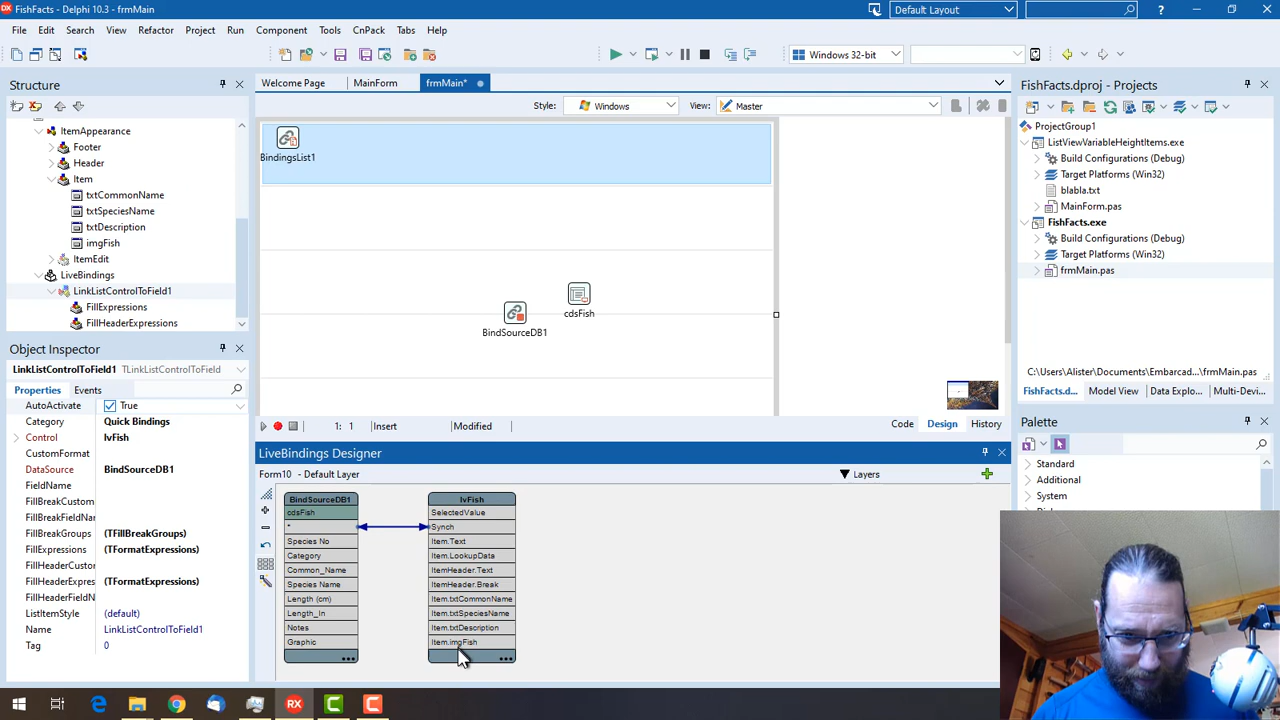 FishFacts - Delphi 10.3 - frmMain
Default Layout
File Edit Search View Refactor Project Run Component Tools CnPack Tabs Help
Windows 32-bit
Structure
ItemAppearance
Footer
Header
Item
txtCommonName
txtSpeciesName
txtDescription
imgFish
ItemEdit
LiveBindings
LinkListControlToField1
FillExpressions
FillHeaderExpressions
Object Inspector
LinkListControlToField1 TLinkListControlToField
Properties Events
AutoActivate True
Category Quick Bindings
Control lvFish
CustomFormat
DataSource BindSourceDB1
FieldName
FillBreakCustom
FillBreakFieldNam
FillBreakGroups (TFillBreakGroups)
FillExpressions (TFormatExpressions)
FillHeaderCustom
FillHeaderExpres (TFormatExpressions)
FillHeaderFieldN
ListItemStyle (default)
Name LinkListControlToField1
Tag 0
Welcome Page MainForm frmMain*
Style: Windows View: Master
BindingsList1
cdsFish
BindSourceDB1
1: 1 Insert Modified Code Design History
LiveBindings Designer
Form10 - Default Layer
Layers
BindSourceDB1
cdsFish
*
Species No
Category
Common_Name
Species Name
Length (cm)
Length_In
Notes
Graphic
lvFish
SelectedValue
Synch
Item.Text
Item.LookupData
ItemHeader.Text
ItemHeader.Break
Item.txtCommonName
Item.txtSpeciesName
Item.txtDescription
Item.imgFish
FishFacts.dproj - Projects
ProjectGroup1
ListViewVariableHeightItems.exe
Build Configurations (Debug)
Target Platforms (Win32)
blabla.txt
MainForm.pas
FishFacts.exe
Build Configurations (Debug)
Target Platforms (Win32)
frmMain.pas
C:\Users\Alister\Documents\Embarcad...\frmMain.pas
FishFacts.d... Model View Data Explo... Multi-Devi...
Palette
Standard
Additional
System